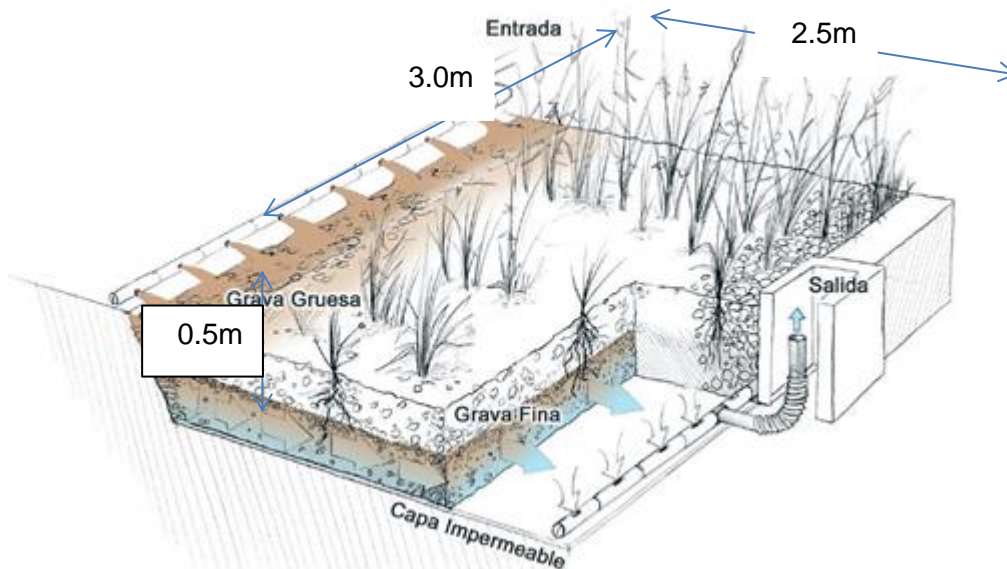 Entrada
2.5m
3.0m
Grava Gruesa
Salida
0.5m
Grava Fina
Capa Impermeable